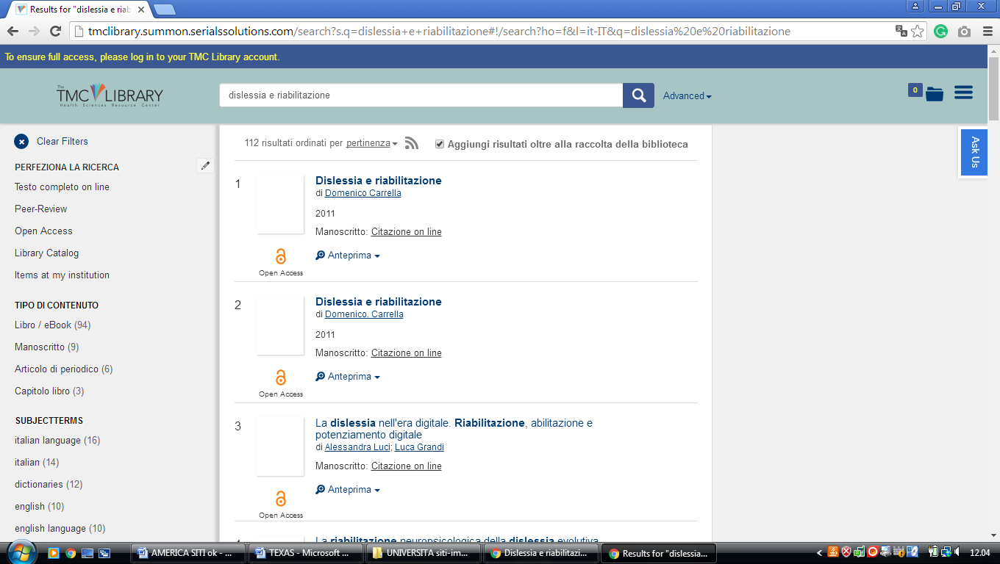 Results for "dislessia e riab
tmclibrary.summon.serialssolutions.com/search?s.q=dislessia+e+riabilitazione#!/search?ho=f&l=it-IT&q=dislessia%20e%20riabilitazione
To ensure full access, please log in to your TMC Library account.
The
TMC LIBRARY
Health Sciences Resource Center
dislessia e riabilitazione
Advanced
0
Ask Us
Clear Filters
PERFEZIONA LA RICERCA
Testo completo on line
Peer-Review
Open Access
Library Catalog
Items at my institution
TIPO DI CONTENUTO
Libro / eBook (94)
Manoscritto (9)
Articolo di periodico (6)
Capitolo libro (3)
SUBJECTTERMS
italian language (16)
italian (14)
dictionaries (12)
english (10)
english language (10)
112 risultati ordinati per pertinenza
Aggiungi risultati oltre alla raccolta della biblioteca
1
Dislessia e riabilitazione
di Domenico Carrella
2011
Manoscritto: Citazione on line
Anteprima
Open Access
2
Dislessia e riabilitazione
di Domenico. Carrella
2011
Manoscritto: Citazione on line
Anteprima
Open Access
3
La dislessia nell'era digitale. Riabilitazione, abilitazione e
potenziamento digitale
di Alessandra Luci; Luca Grandi
Manoscritto: Citazione on line
Anteprima
Open Access
La riabilitazione neuropsicologica della dislessia evolutiva
AMERICA SITI ok - ...
TEXAS - Microsoft ...
UNIVERSITA siti-im...
Dislessia e riabilitazi...
Results for "dislessia...
12.04